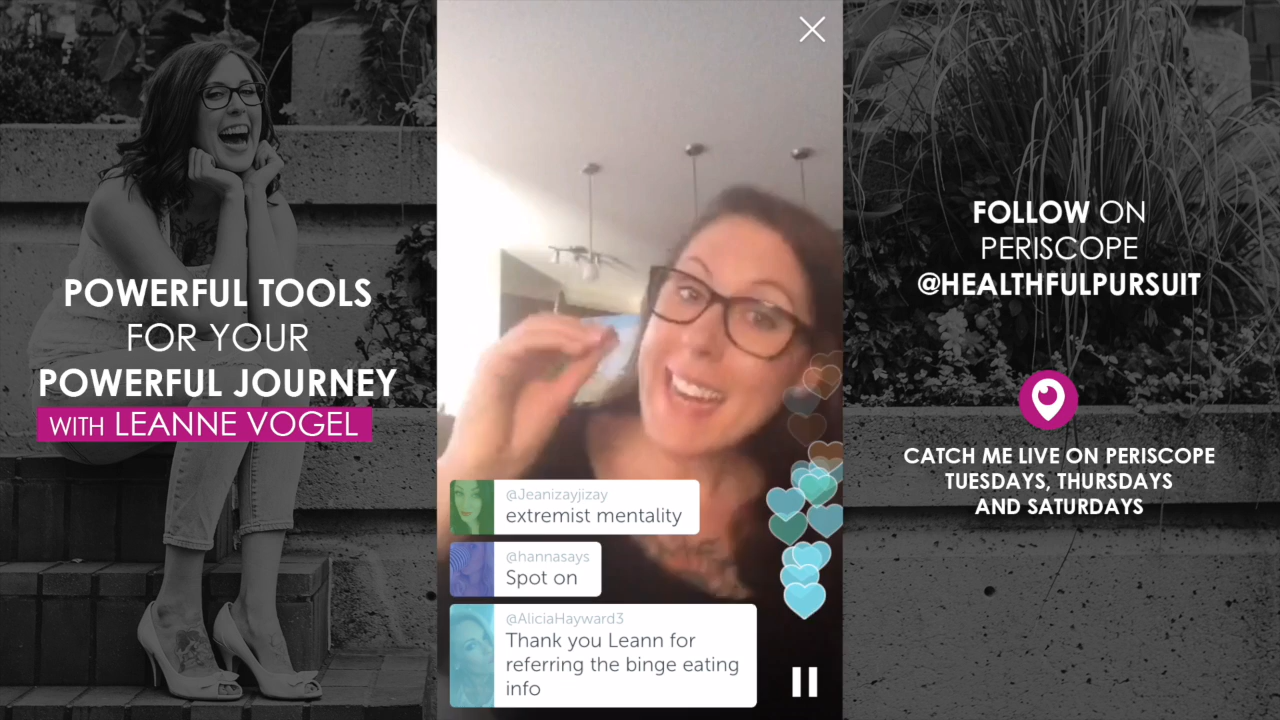 POWERFUL TOOLS
FOR YOUR
POWERFUL JOURNEY
WITH LEANNE VOGEL
@Jeanizayjizay
extremist mentality
@hannasays
Spot on
@AliciaHayward3
Thank you Leann for
referring the binge eating
info
FOLLOW ON
PERISCOPE
@HEALTHFULPURSUIT
CATCH ME LIVE ON PERISCOPE
TUESDAYS, THURSDAYS
AND SATURDAYS